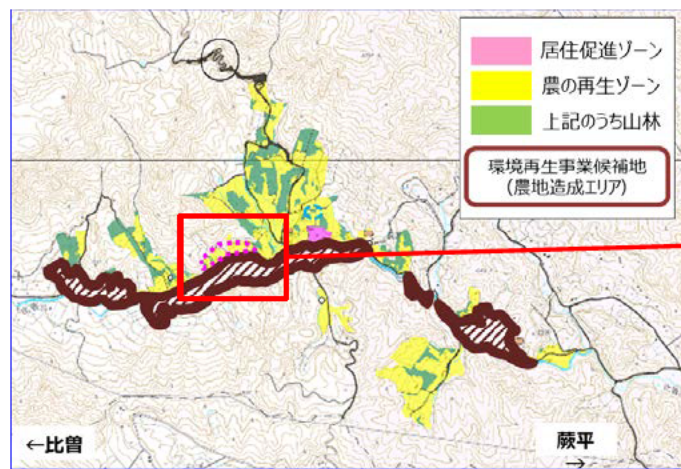 居住促進ゾーン
農の再生ゾーン
上記のうち山林
環境再生事業候補地
(農地造成エリア)
←比曽
蕨平
→